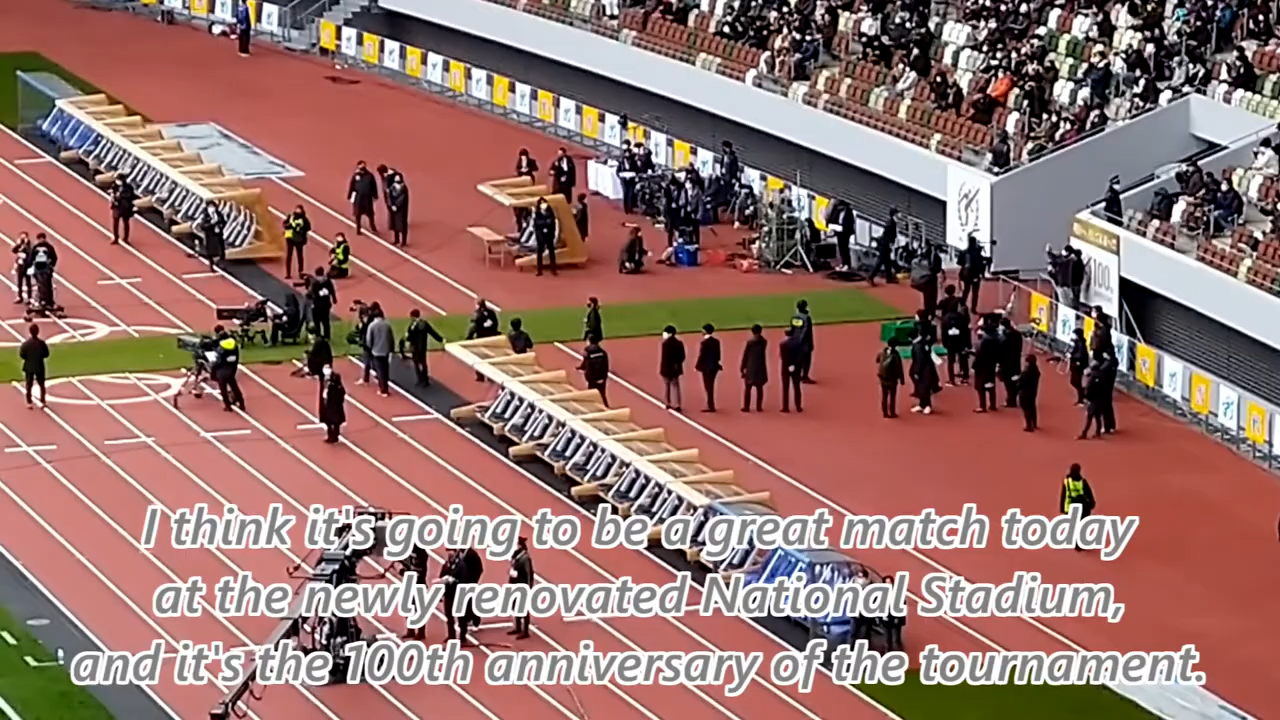 100
I think it's going to be a great match today
at the newly renovated National Stadium,
and it's the 100th anniversary of the tournament.